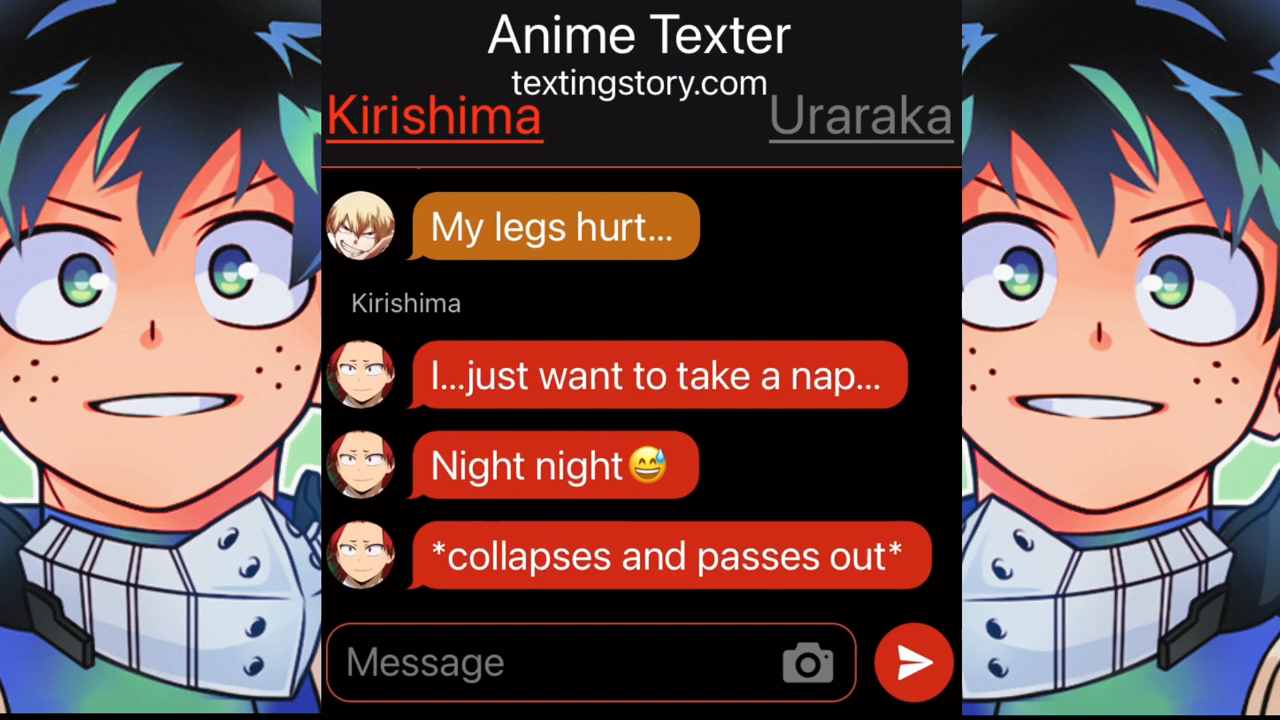 Anime Texter
textingstory.com
Kirishima Uraraka
My legs hurt...
Kirishima
I...just want to take a nap...
Night night😅
*collapses and passes out*
Message